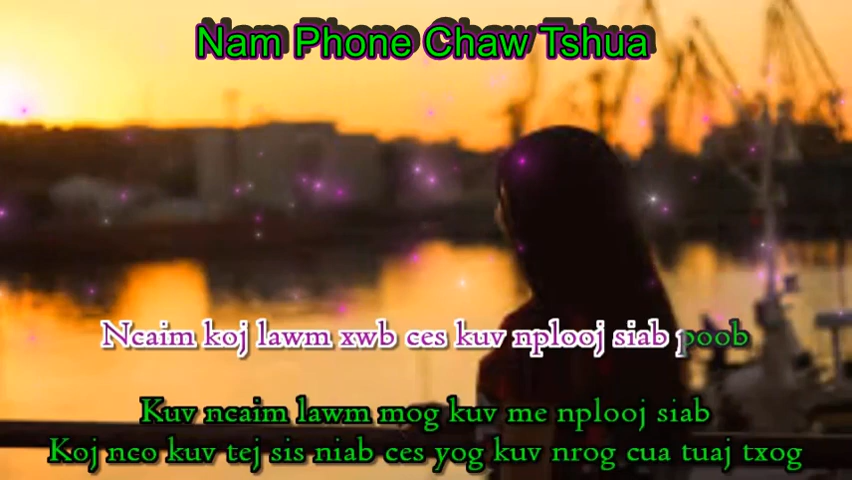 Nam Phone Chaw Tshua
Ncaim koj lawm xwb ces kuv nplooj siab poob
Kuv ncaim lawm mog kuv me nplooj siab
Koj nco kuv tej sis niab ces yog kuv nrog cua tuaj txog